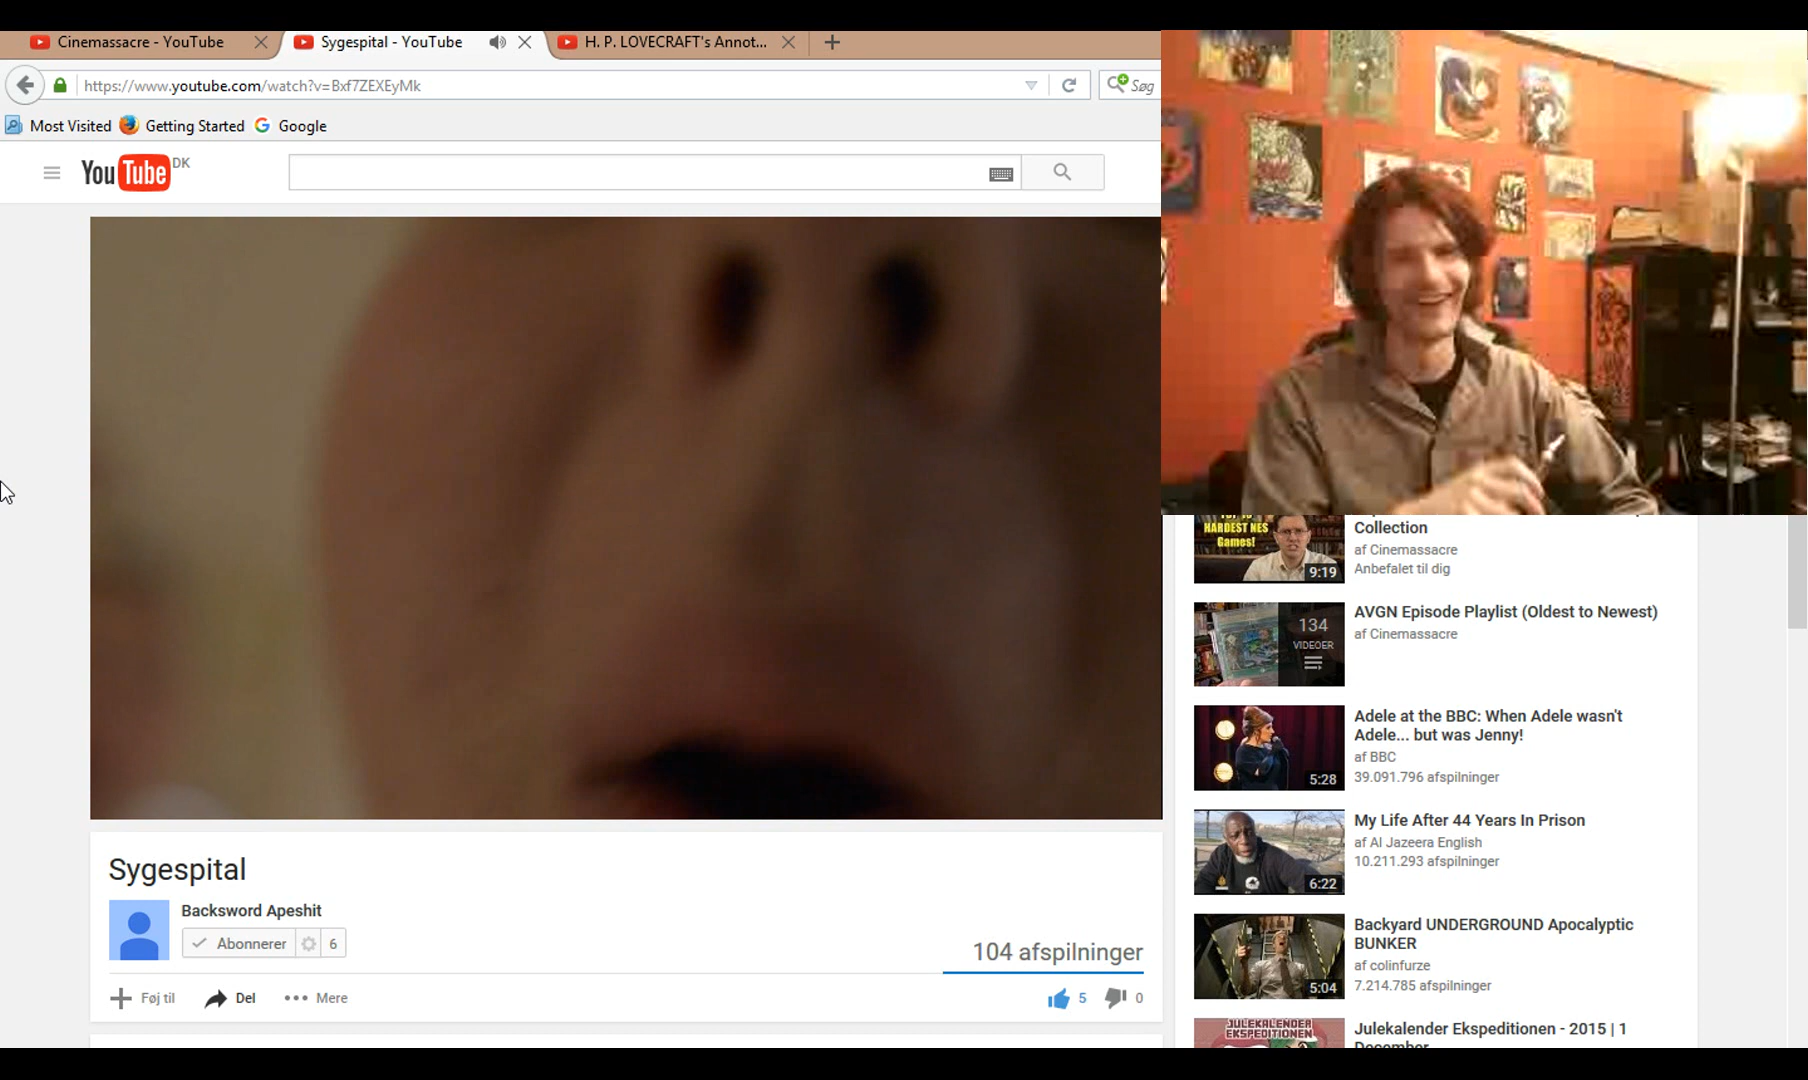 Cinemassacre - YouTube
Sygespital - YouTube
H. P. LOVECRAFT's Annot...
https://www.youtube.com/watch?v=Bxf7ZEXEyMk
Søg
Most Visited
Getting Started
Google
YouTube DK
HARDEST NES
Games!
9:19
Collection
af Cinemassacre
Anbefalet til dig
134
VIDEOER
AVGN Episode Playlist (Oldest to Newest)
af Cinemassacre
5:28
Adele at the BBC: When Adele wasn't
Adele... but was Jenny!
af BBC
39.091.796 afspilninger
6:22
My Life After 44 Years In Prison
af Al Jazeera English
10.211.293 afspilninger
5:04
Backyard UNDERGROUND Apocalyptic
BUNKER
af colinfurze
7.214.785 afspilninger
JULEKALENDER
EKSPEDITIONEN
Julekalender Ekspeditionen - 2015 | 1
December
Sygespital
Backsword Apeshit
Abonnerer
6
104 afspilninger
Føj til
Del
Mere
5
0